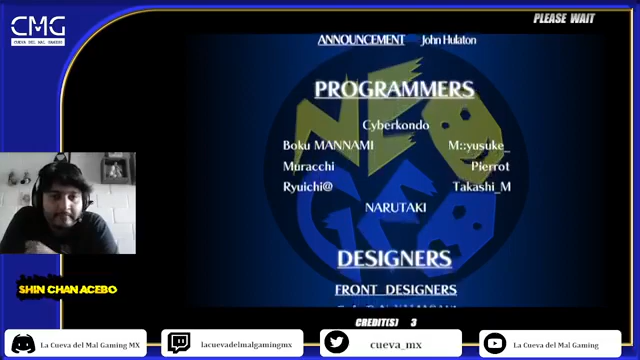 CMG
CUEVA DEL MAL GAMING
PLEASE WAIT
ANNOUNCEMENT John Hulaton
PROGRAMMERS
Cyberkondo
Boku MANNAMI M::yusuke_
Muracchi Pierrot
Ryuichi@ Takashi_M
NARUTAKI
DESIGNERS
FRONT DESIGNERS
NEO
GEO
SHIN CHAN ACEBO
CREDIT(S) 3
La Cueva del Mal Gaming MX
lacuevadelmalgamingmx
cueva_mx
La Cueva del Mal Gaming